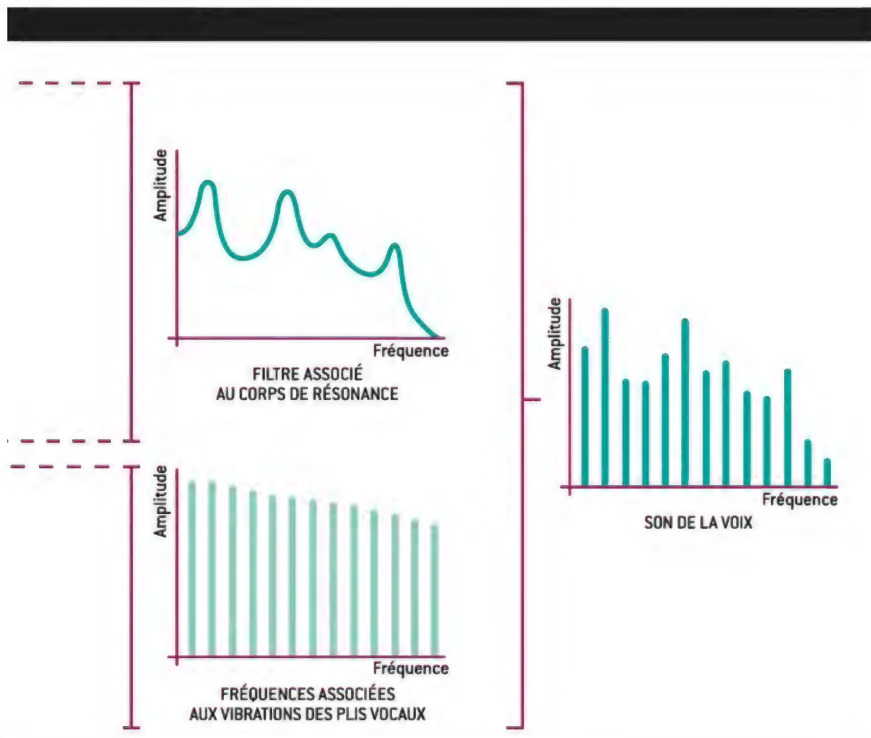 Amplitude
Fréquence
FILTRE ASSOCIÉ
AU CORPS DE RÉSONANCE
Amplitude
Fréquence
FRÉQUENCES ASSOCIÉES
AUX VIBRATIONS DES PLIS VOCAUX
Amplitude
Fréquence
SON DE LA VOIX